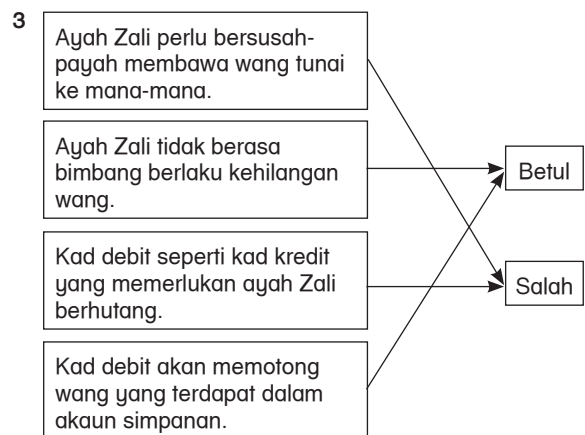 3
Ayah Zali perlu bersusah-
payah membawa wang tunai
ke mana-mana.
Ayah Zali tidak berasa
bimbang berlaku kehilangan
wang.
Betul
Kad debit seperti kad kredit
yang memerlukan ayah Zali
berhutang.
Salah
Kad debit akan memotong
wang yang terdapat dalam
akaun simpanan.